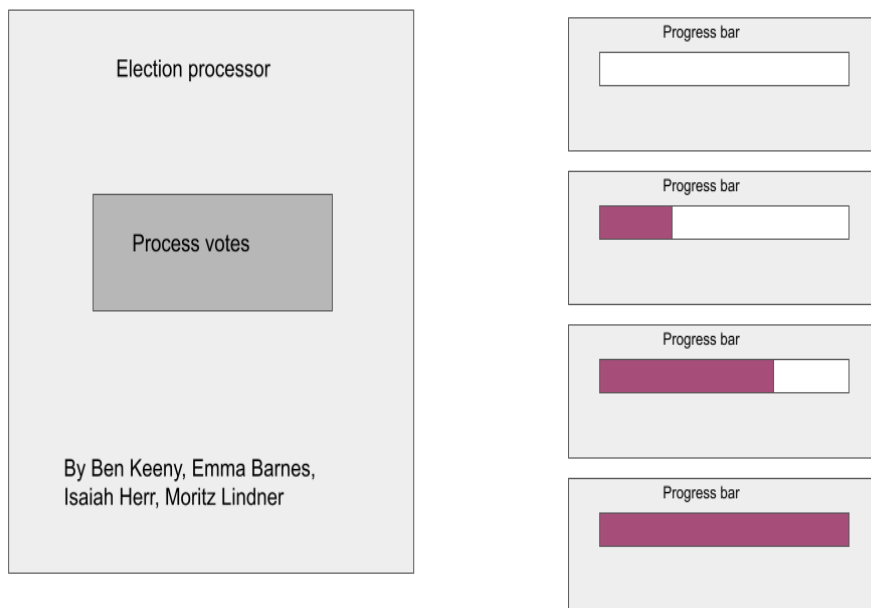 Election processor
Process votes
By Ben Keeny, Emma Barnes,
Isaiah Herr, Moritz Lindner
Progress bar
Progress bar
Progress bar
Progress bar